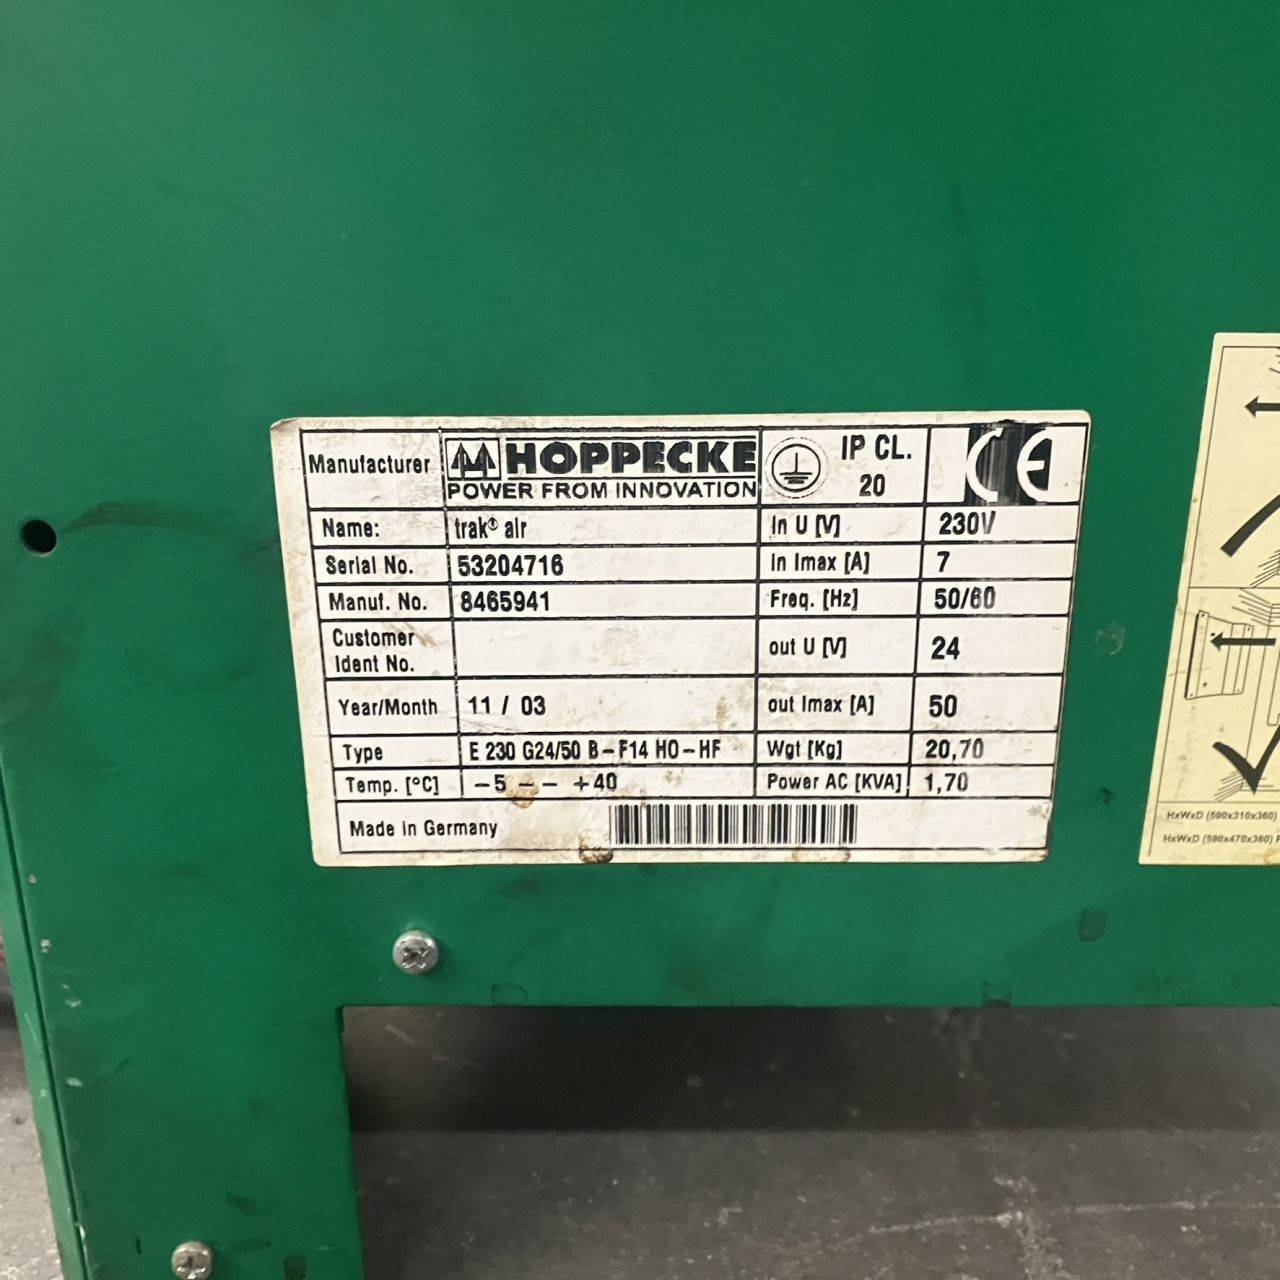 Manufacturer HOPPECKE IP CL. CE
POWER FROM INNOVATION 20
Name: trak® air In U [V] 230V
Serial No. 53204716 In Imax [A] 7
Manuf. No. 8465941 Freq. [Hz] 50/60
Customer
Ident No. out U [V] 24
Year/Month 11 / 03 out Imax [A] 50
Type E 230 G24/50 B-F14 HO-HF Wgt [Kg] 20,70
Temp. [°C] -5 -- +40 Power AC [KVA] 1,70
Made in Germany
HxWxD (590x310x360)
HxWxD (590x470x360)